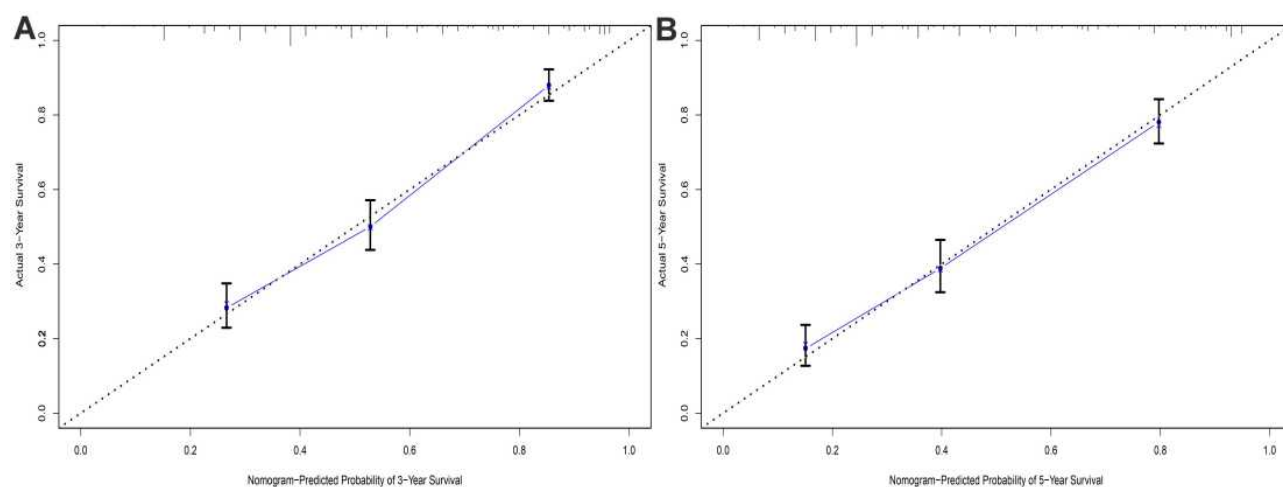 A
Actual 3-Year Survival
1.0
0.8
0.6
0.4
0.2
0.0
0.0 0.2 0.4 0.6 0.8 1.0
Nomogram-Predicted Probability of 3-Year Survival
B
Actual 5-Year Survival
1.0
0.8
0.6
0.4
0.2
0.0
0.0 0.2 0.4 0.6 0.8 1.0
Nomogram-Predicted Probability of 5-Year Survival